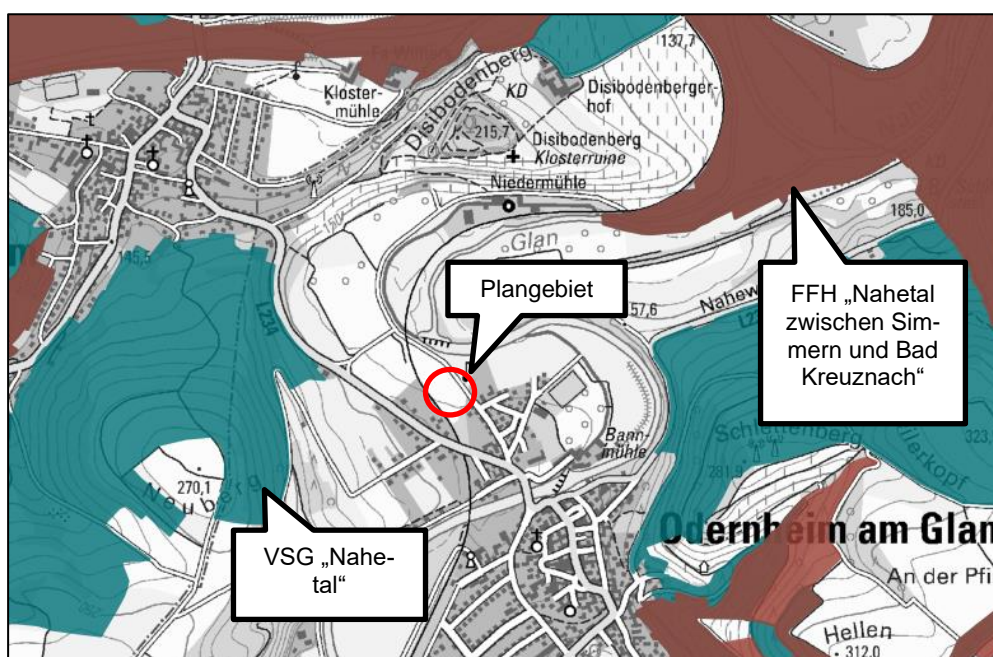 137,7
Kloster-
mühle
Disibodenberg
KD
Disibodenberger-
hof
215,7
Disibodenberg
Klosterruine
Niedermühle
150
Glan
185,0
145,5
L234
Plangebiet
57,6
FFH „Nahetal
zwischen Sim-
mern und Bad
Kreuznach“
Bann-
mühle
281,9
323,
270,1
Neuberg
VSG „Nahe-
tal“
Odernheim am Glan
An der Pfi
Hellen
312,0